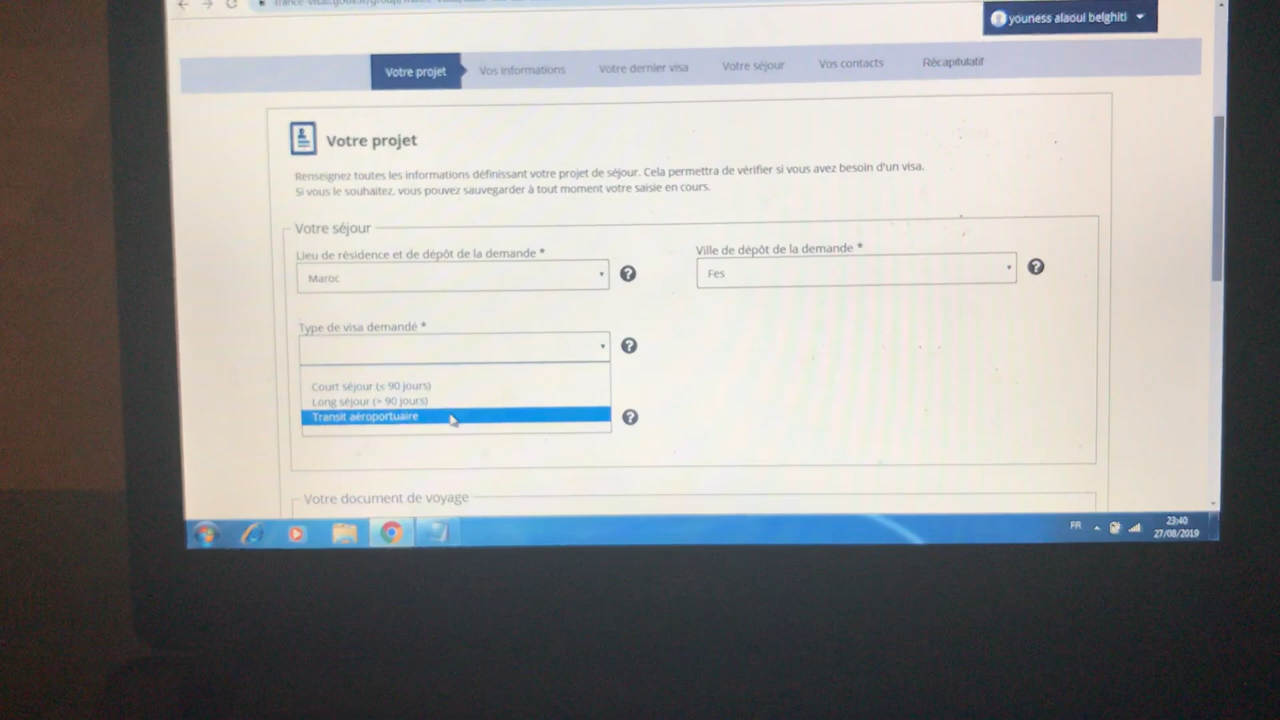 youness alaoui belghiti
Votre projet
Vos informations
Votre dernier visa
Votre séjour
Vos contacts
Récapitulatif
Votre projet
Renseignez toutes les informations définissant votre projet de séjour. Cela permettra de vérifier si vous avez besoin d'un visa.
Si vous le souhaitez, vous pouvez sauvegarder à tout moment votre saisie en cours.
Votre séjour
Lieu de résidence et de dépôt de la demande *
Ville de dépôt de la demande *
Maroc
Fes
Type de visa demandé *
Court séjour (≤ 90 jours)
Long séjour (> 90 jours)
Transit aéroportuaire
Votre document de voyage
FR
23:40
27/08/2019